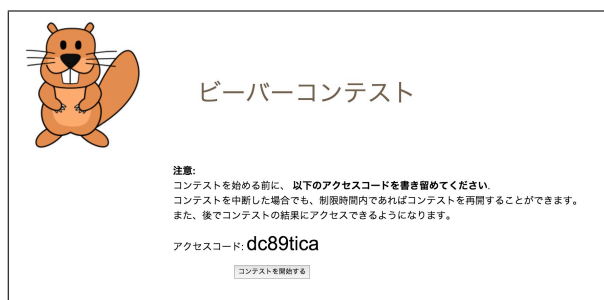 ビーバーコンテスト
注意:
コンテストを始める前に、 以下のアクセスコードを書き留めてください.
コンテストを中断した場合でも、制限時間内であればコンテストを再開することができます。
また、後でコンテストの結果にアクセスできるようになります。
アクセスコード: dc89tica
コンテストを開始する